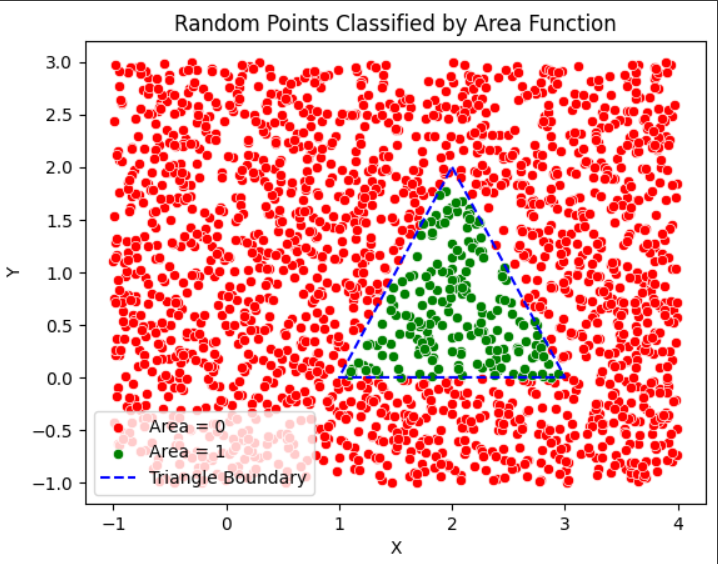 Random Points Classified by Area Function
3.0
2.5
2.0
1.5
1.0
0.5
0.0
−0.5
−1.0
Y
Area = 0
Area = 1
Triangle Boundary
−1 0 1 2 3 4
X